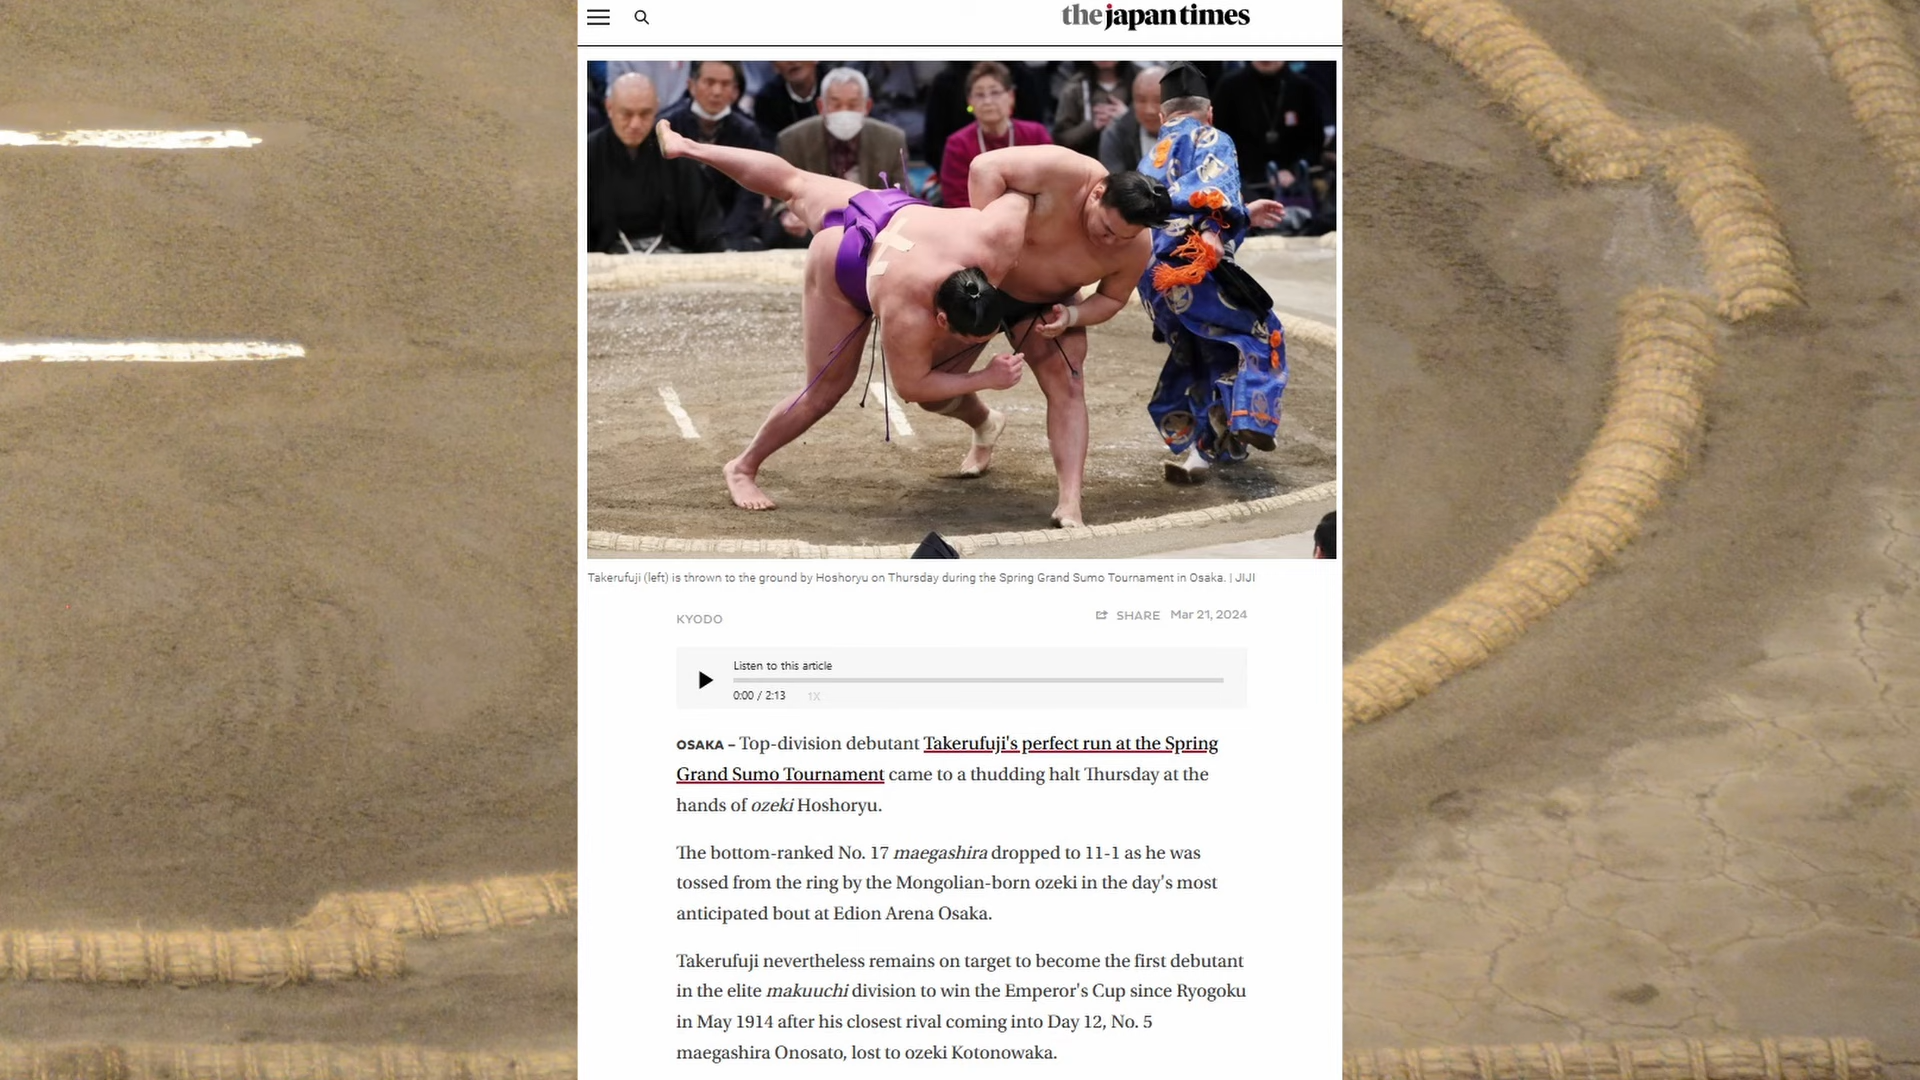 the japan times
Takerufuji (left) is thrown to the ground by Hoshoryu on Thursday during the Spring Grand Sumo Tournament in Osaka. | JIJI
KYODO
SHARE Mar 21, 2024
Listen to this article
0:00 / 2:13 1X
OSAKA – Top-division debutant Takerufuji's perfect run at the Spring
Grand Sumo Tournament came to a thudding halt Thursday at the
hands of ozeki Hoshoryu.
The bottom-ranked No. 17 maegashira dropped to 11-1 as he was
tossed from the ring by the Mongolian-born ozeki in the day's most
anticipated bout at Edion Arena Osaka.
Takerufuji nevertheless remains on target to become the first debutant
in the elite makuuchi division to win the Emperor's Cup since Ryogoku
in May 1914 after his closest rival coming into Day 12, No. 5
maegashira Onosato, lost to ozeki Kotonowaka.